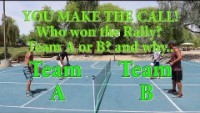 YOU MAKE THE CALL!
Who won the Rally?
Team A or B? and why.
Team
A
Team
B